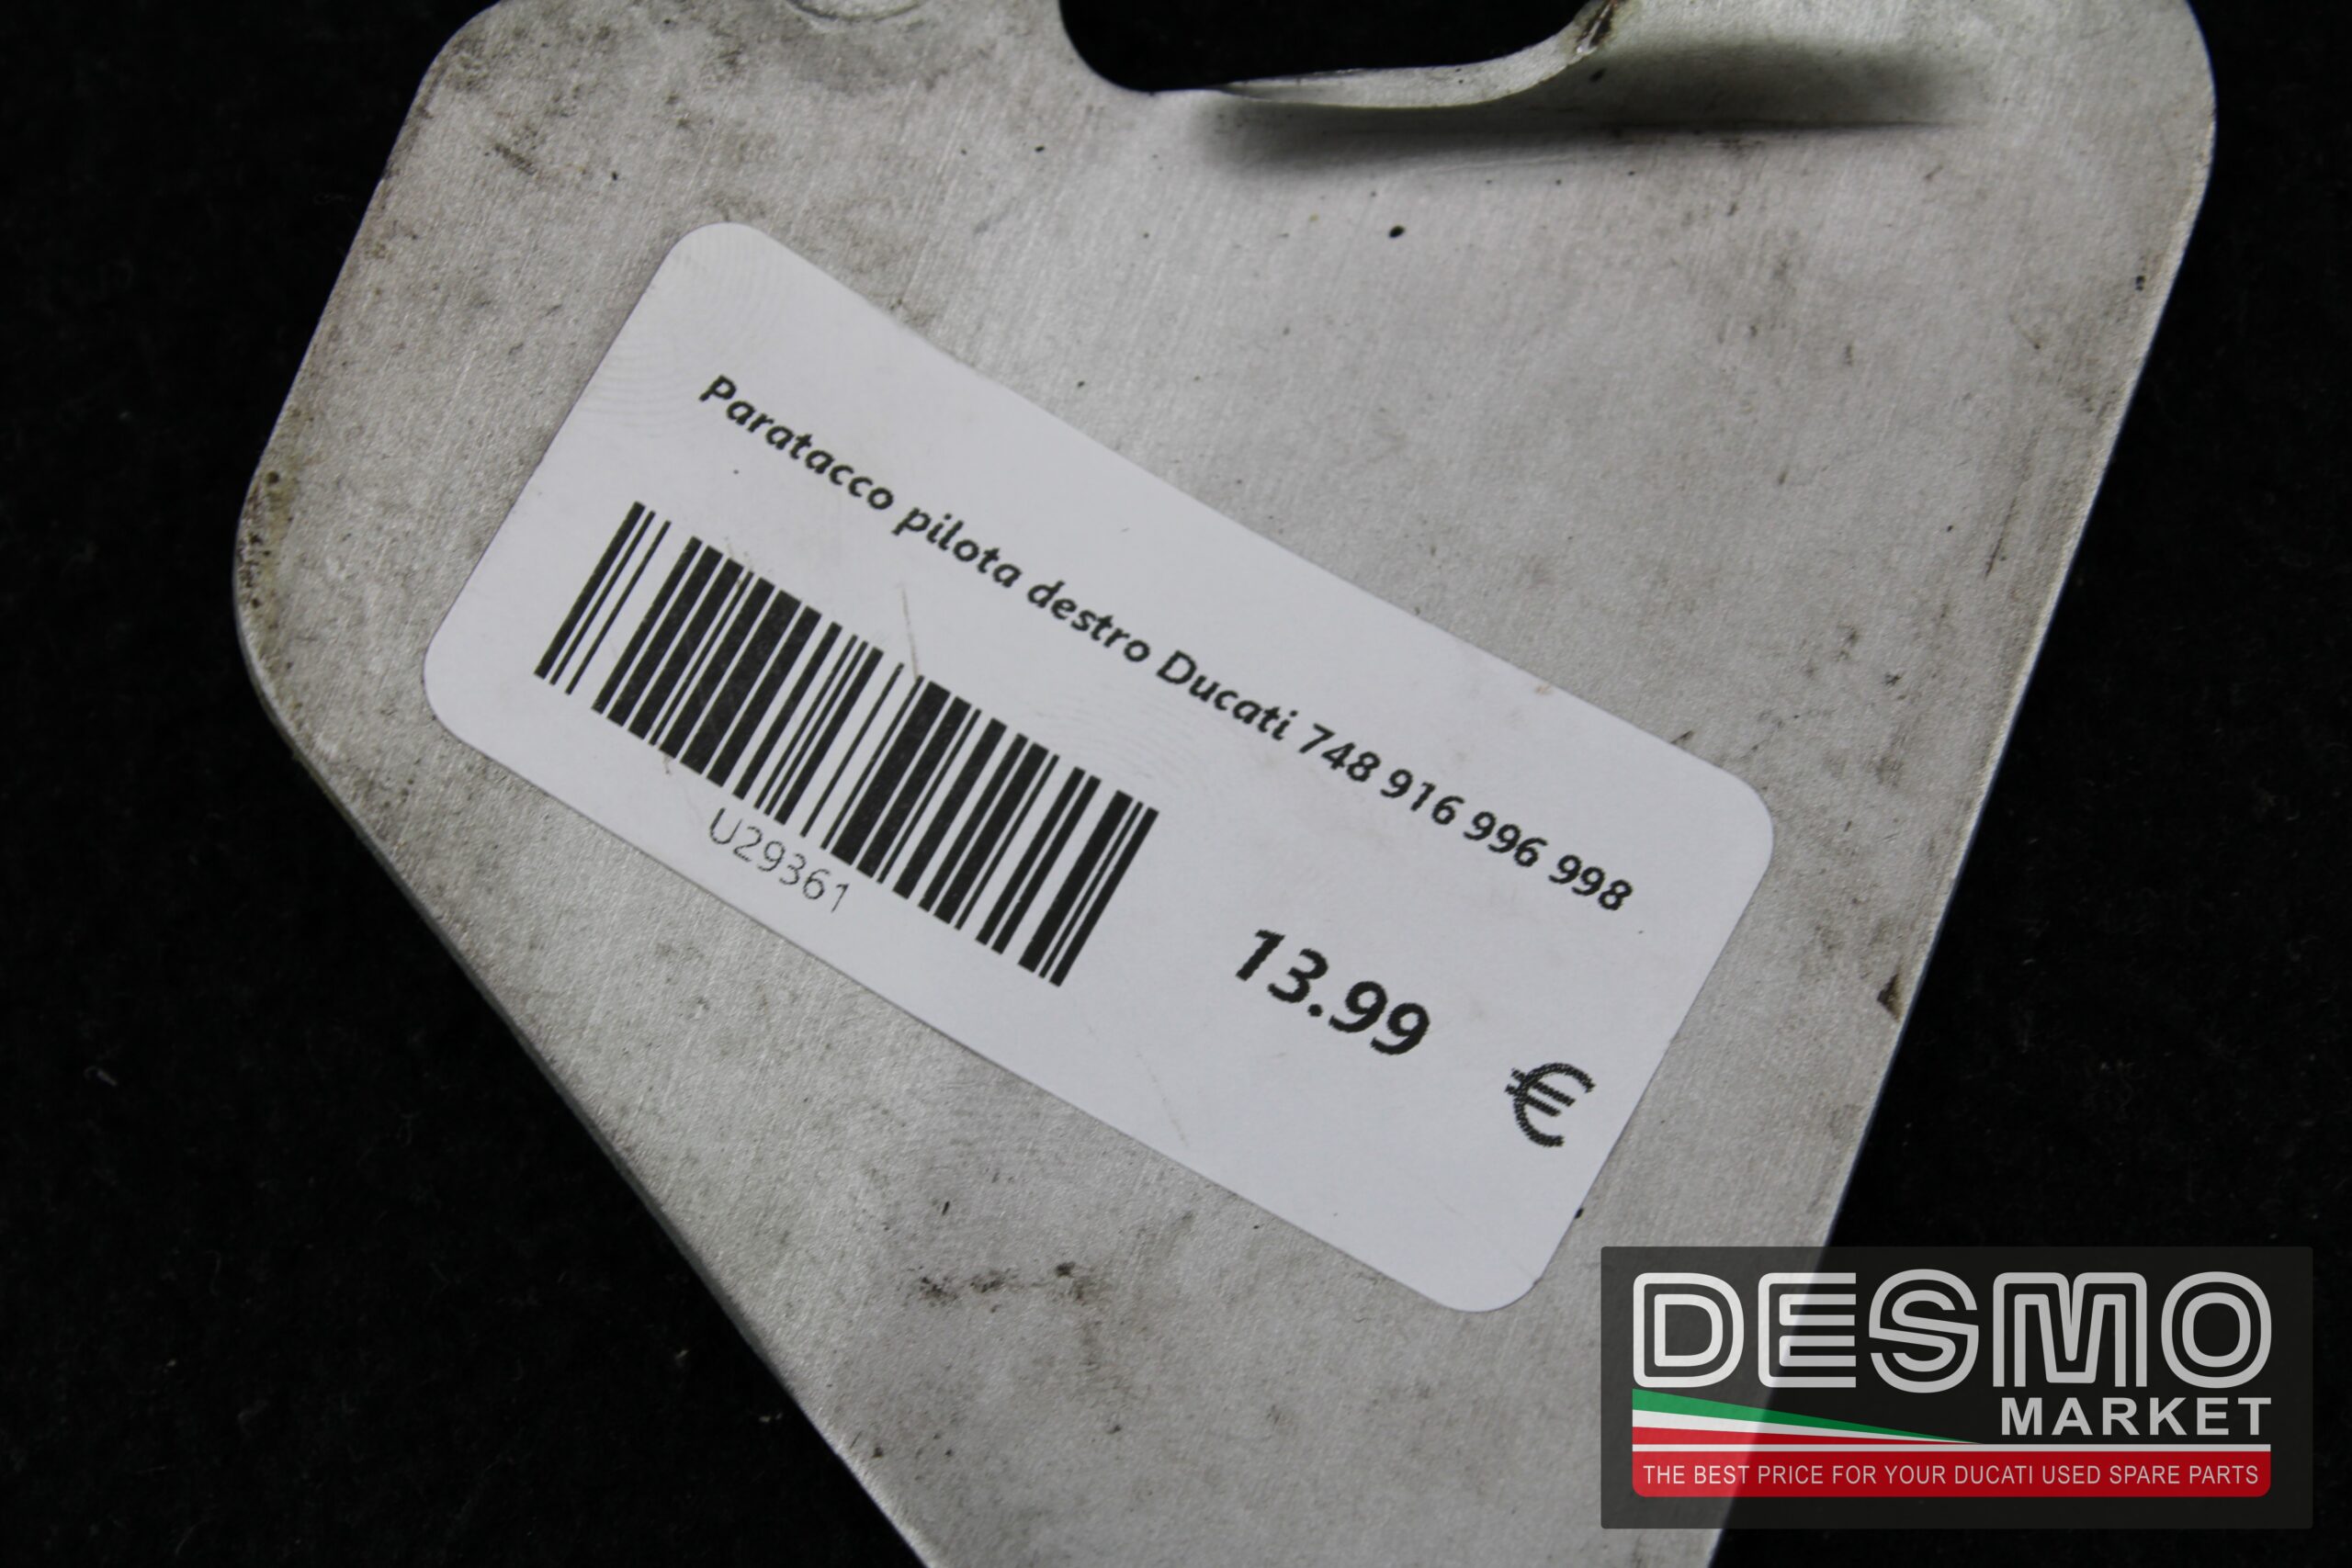 Paratacco pilota destro Ducati 748 916 996 998
U29361
13.99 €
DESMO
MARKET
THE BEST PRICE FOR YOUR DUCATI USED SPARE PARTS